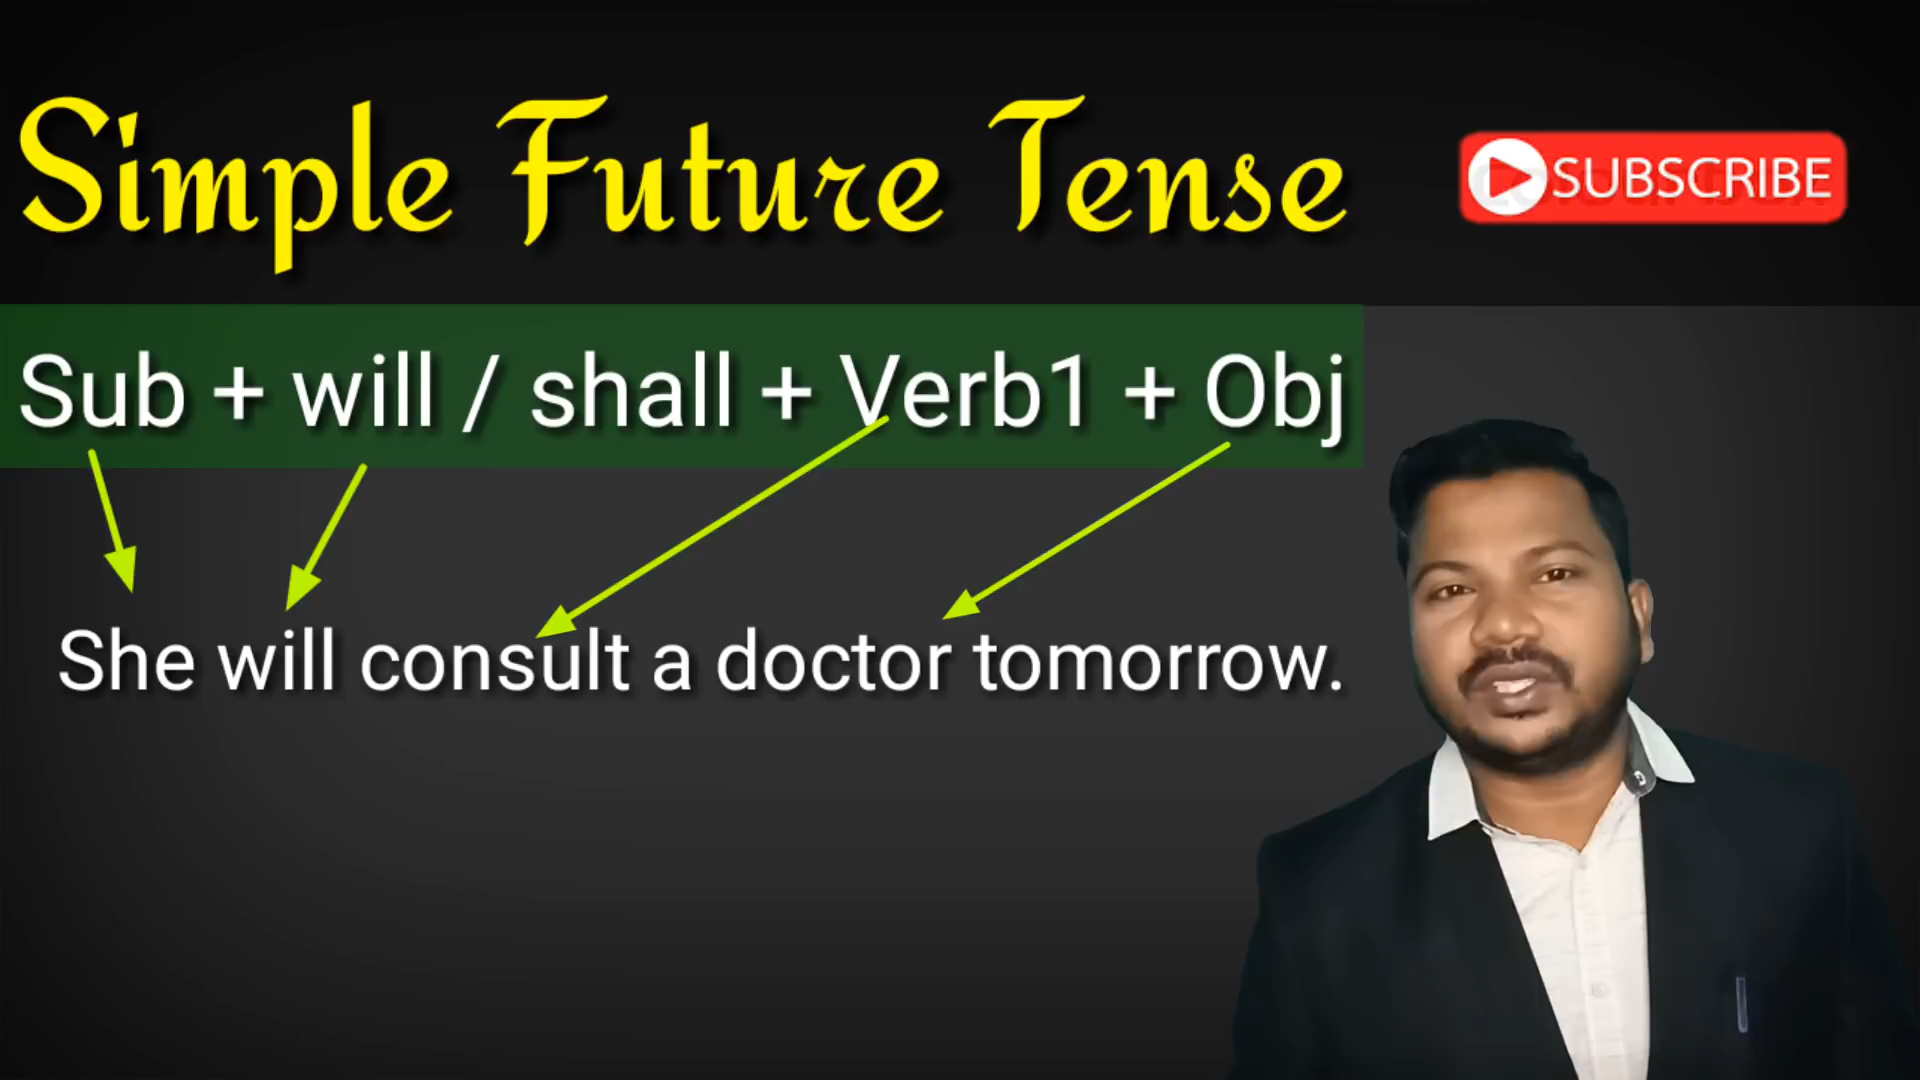 Simple Future Tense
SUBSCRIBE
Sub + will / shall + Verb1 + Obj
She will consult a doctor tomorrow.